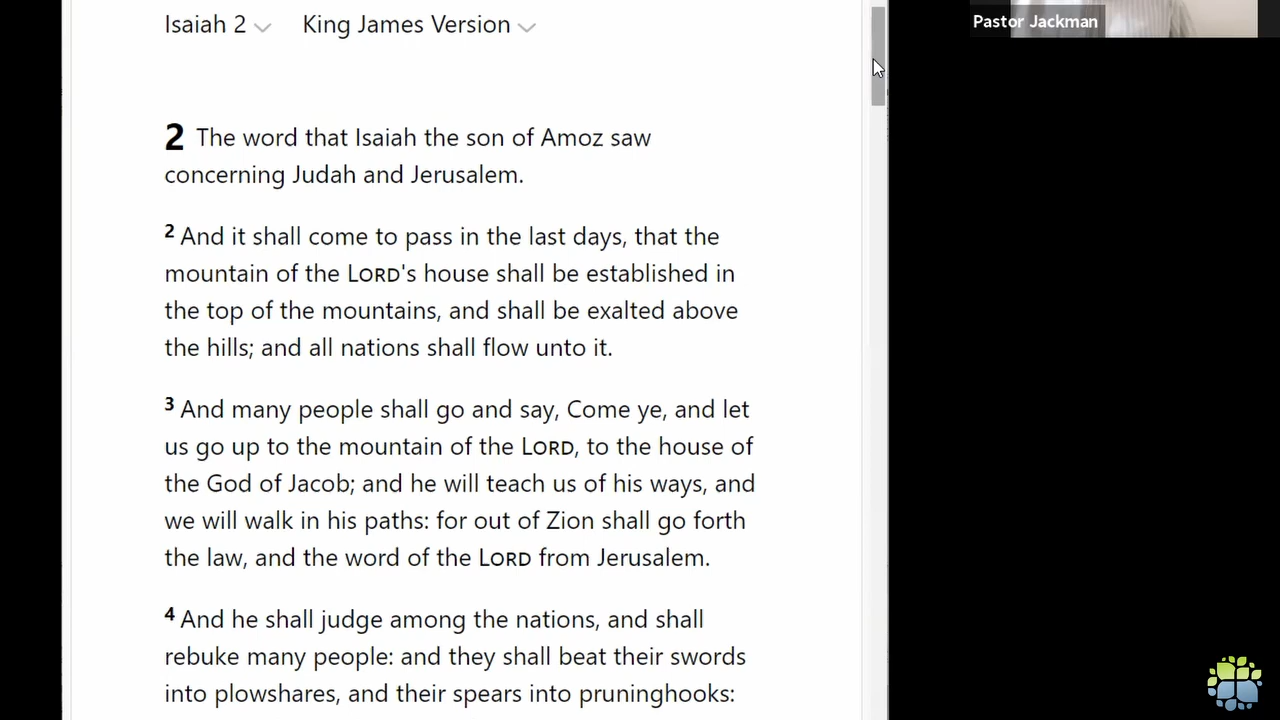 Isaiah 2 King James Version
Pastor Jackman
2 The word that Isaiah the son of Amoz saw
concerning Judah and Jerusalem.
2 And it shall come to pass in the last days, that the
mountain of the LORD's house shall be established in
the top of the mountains, and shall be exalted above
the hills; and all nations shall flow unto it.
3 And many people shall go and say, Come ye, and let
us go up to the mountain of the LORD, to the house of
the God of Jacob; and he will teach us of his ways, and
we will walk in his paths: for out of Zion shall go forth
the law, and the word of the LORD from Jerusalem.
4 And he shall judge among the nations, and shall
rebuke many people: and they shall beat their swords
into plowshares, and their spears into pruninghooks: